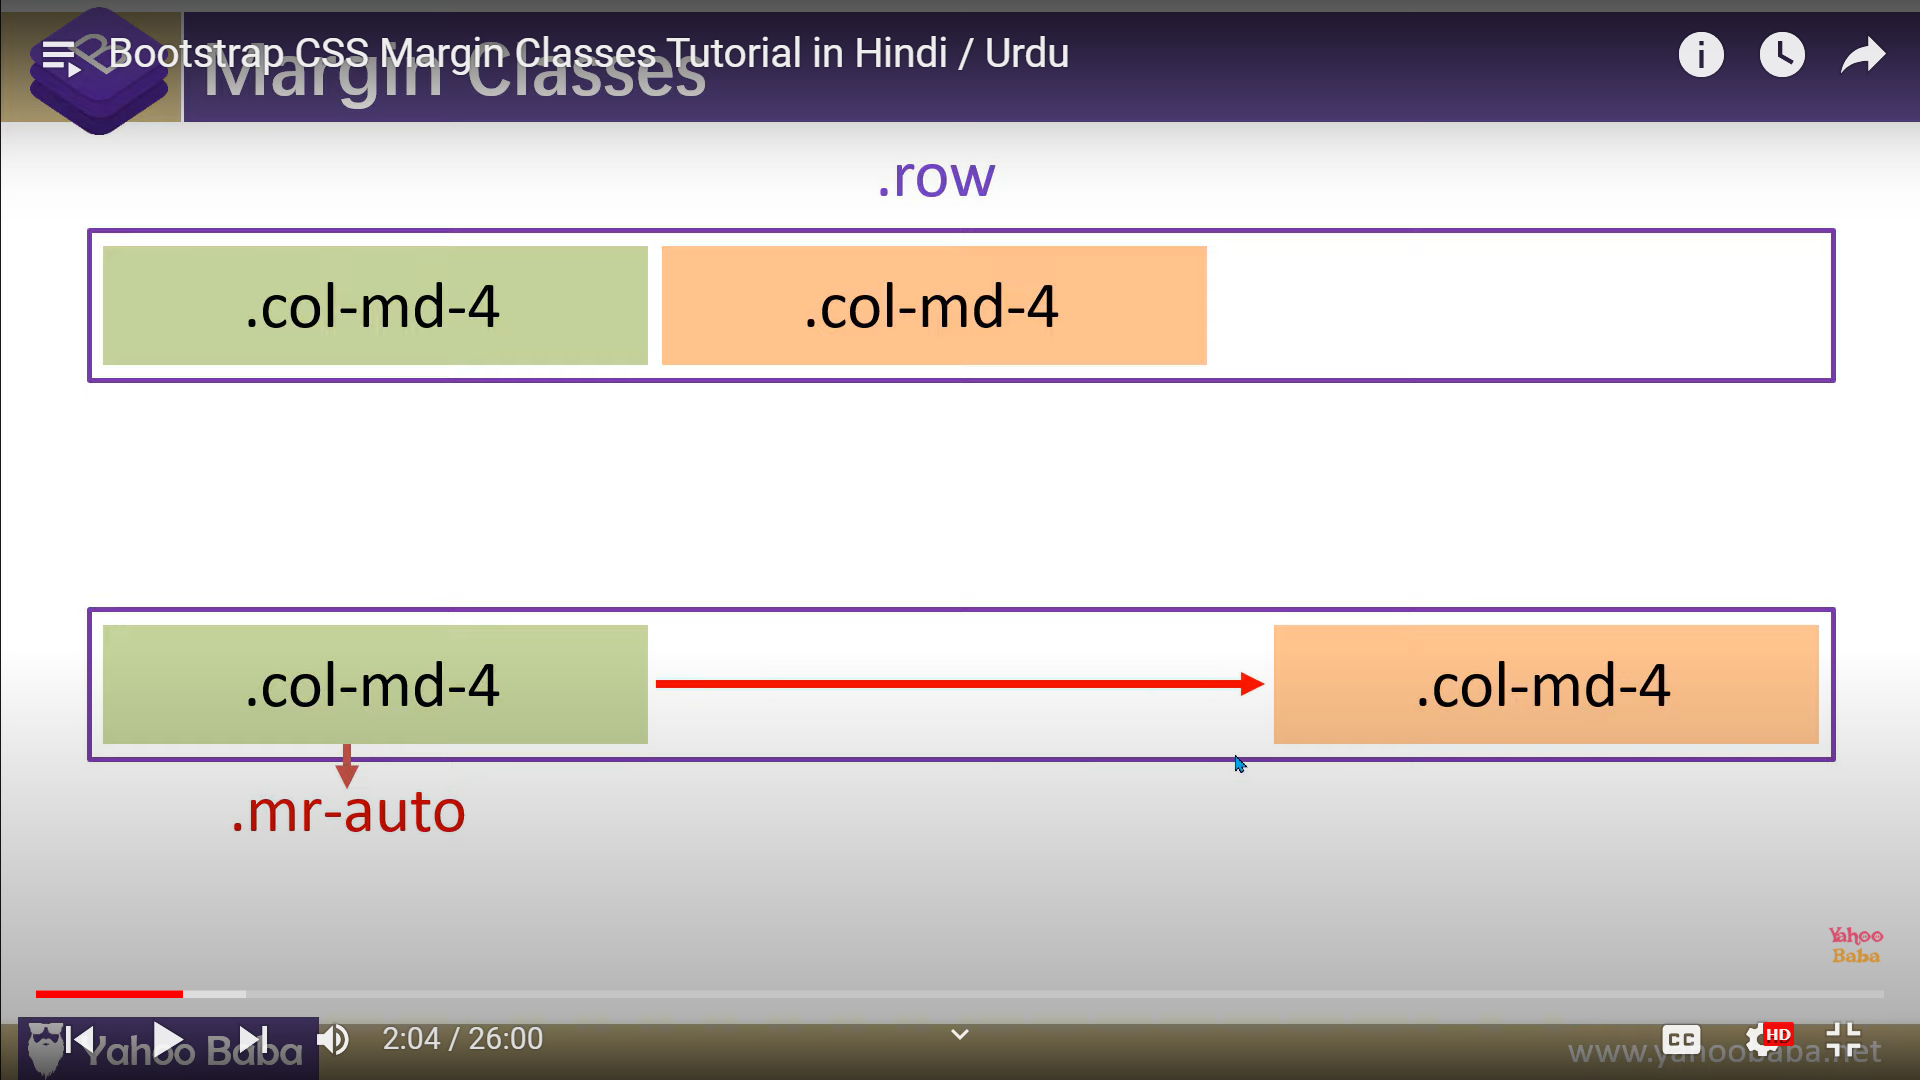 Bootstrap CSS Margin Classes Tutorial in Hindi / Urdu
Margin Classes
.row
.col-md-4 .col-md-4
.col-md-4 .col-md-4
.mr-auto
Yahoo
Baba
2:04 / 26:00
CC
HD
Yahoo Baba
www.yahoobaba.net